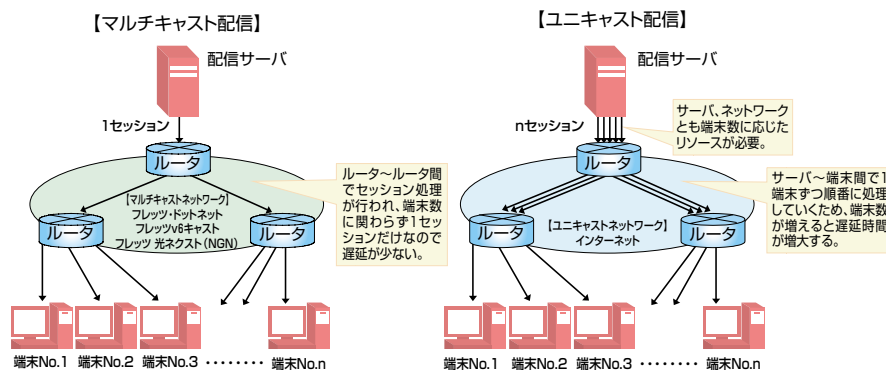 【マルチキャスト配信】
配信サーバ
1セッション
ルータ
【マルチキャストネットワーク】
フレッツ・ドットネット
フレッツv6キャスト
フレッツ 光ネクスト（NGN）
ルータ
ルータ
ルータ～ルータ間
でセッション処理
が行われ、端末数
に関わらず1セッ
ションだけなので
遅延が少ない。
端末No.1 端末No.2 端末No.3 ‥‥‥‥ 端末No.n
【ユニキャスト配信】
配信サーバ
nセッション
サーバ、ネットワーク
とも端末数に応じた
リソースが必要。
ルータ
【ユニキャストネットワーク】
インターネット
ルータ
ルータ
サーバ～端末間で1
端末ずつ順番に処理
していくため、端末数
が増えると遅延時間
が増大する。
端末No.1 端末No.2 端末No.3 ‥‥‥‥ 端末No.n